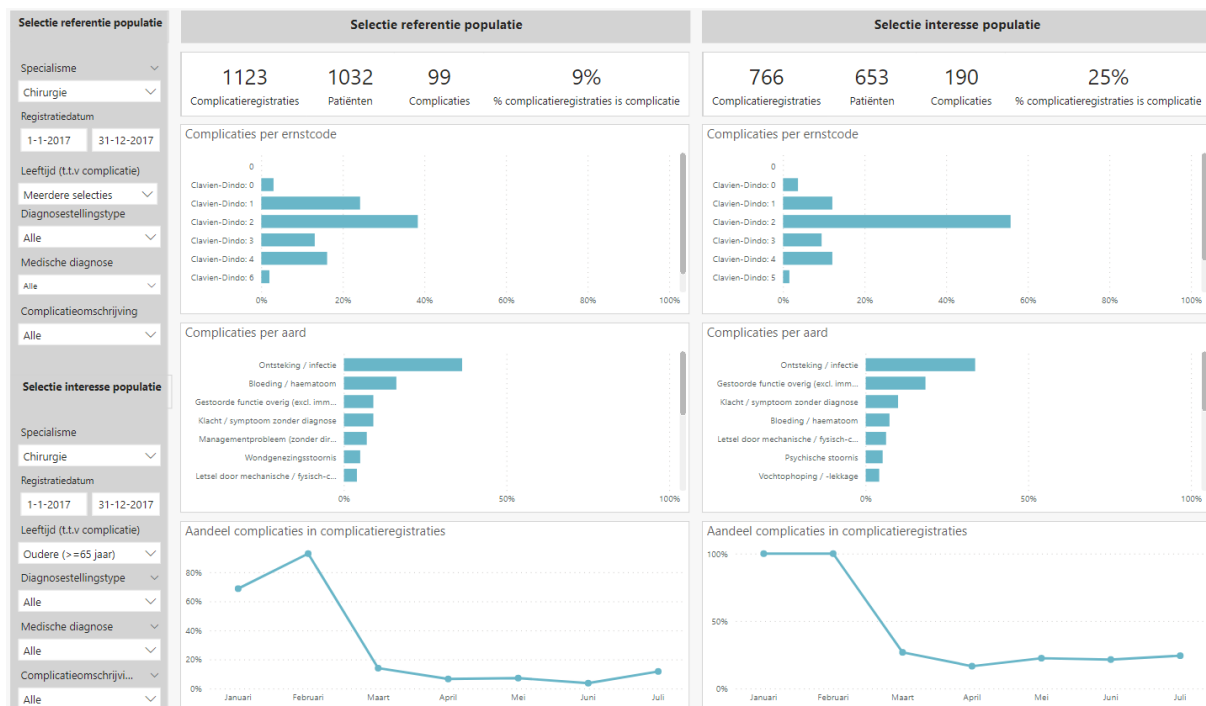 Selectie referentie populatie
Specialisme
Chirurgie
Registratiedatum
1-1-2017 31-12-2017
Leeftijd (t.t.v complicatie)
Meerdere selecties
Diagnosestellingstype
Alle
Medische diagnose
Alle
Complicatieomschrijving
Alle
Selectie interesse populatie
Specialisme
Chirurgie
Registratiedatum
1-1-2017 31-12-2017
Leeftijd (t.t.v complicatie)
Oudere (>=65 jaar)
Diagnosestellingstype
Alle
Medische diagnose
Alle
Complicatieomschrijvi...
Alle
Selectie referentie populatie
1123 1032 99 9%
Complicatieregistraties Patiënten Complicaties % complicatieregistraties is complicatie
Complicaties per ernstcode
0
Clavien-Dindo: 0
Clavien-Dindo: 1
Clavien-Dindo: 2
Clavien-Dindo: 3
Clavien-Dindo: 4
Clavien-Dindo: 6
0% 20% 40% 60% 80% 100%
Complicaties per aard
Ontsteking / infectie
Bloeding / haematoom
Gestoorde functie overig (excl. imm...
Klacht / symptoom zonder diagnose
Managementprobleem (zonder dir...
Wondgenezingsstoornis
Letsel door mechanische / fysisch-c...
0% 50% 100%
Aandeel complicaties in complicatieregistraties
80%
60%
40%
20%
0%
Januari Februari Maart April Mei Juni Juli
Selectie interesse populatie
766 653 190 25%
Complicatieregistraties Patiënten Complicaties % complicatieregistraties is complicatie
Complicaties per ernstcode
0
Clavien-Dindo: 0
Clavien-Dindo: 1
Clavien-Dindo: 2
Clavien-Dindo: 3
Clavien-Dindo: 4
Clavien-Dindo: 5
0% 20% 40% 60% 80% 100%
Complicaties per aard
Ontsteking / infectie
Gestoorde functie overig (excl. imm...
Klacht / symptoom zonder diagnose
Bloeding / haematoom
Letsel door mechanische / fysisch-c...
Psychische stoornis
Vochtophoping / -lekkage
0% 50% 100%
Aandeel complicaties in complicatieregistraties
100%
50%
0%
Januari Februari Maart April Mei Juni Juli